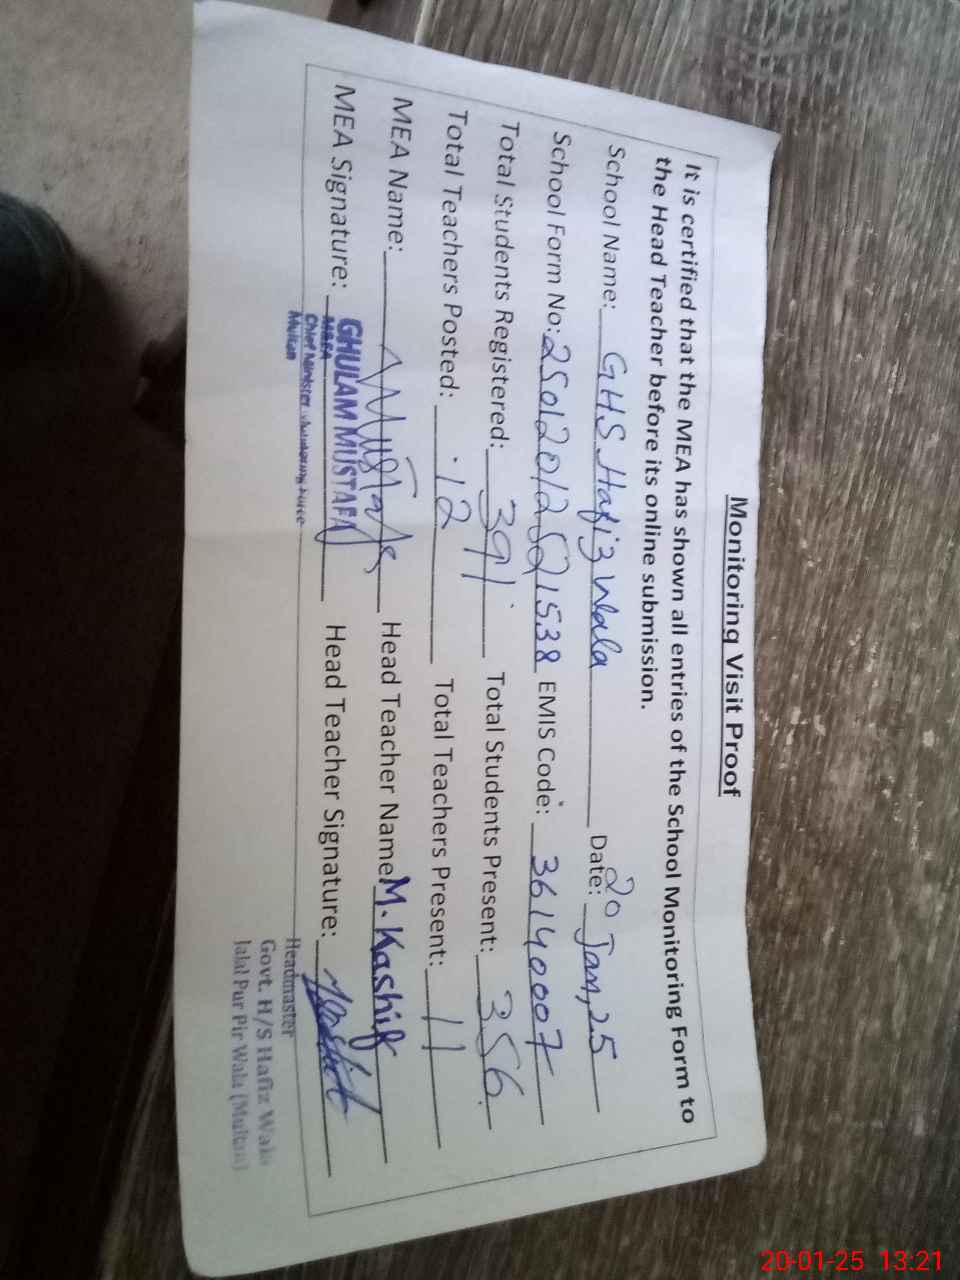 Monitoring Visit Proof
It is certified that the MEA has shown all entries of the School Monitoring Form to
the Head Teacher before its online submission.
School Name: GHS Hafiz Wala Date: 20 Jan, 25
School Form No: EMIS Code: 36140007
Total Students Registered: 391 Total Students Present: 356
Total Teachers Posted: 12 Total Teachers Present: 11
MEA Name: Mustafa Head Teacher Name: M. Kashif
MEA Signature: GHULAM MUSTAFA Head Teacher Signature:
MEA
Chief Minister Monitoring Force
Multan
Headmaster
Govt. H/S Hafiz Wala
Jalal Pur Pir Wala (Multan)
20-01-25 13:21